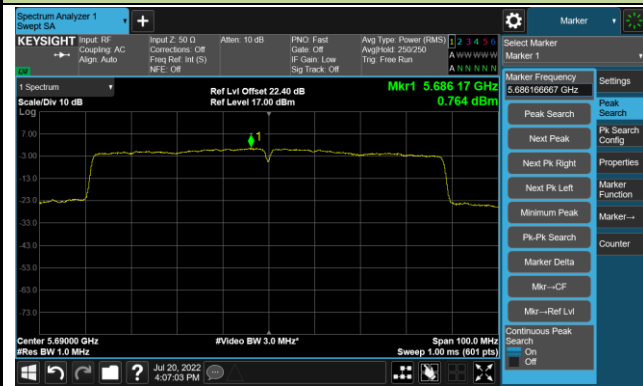 Spectrum Analyzer 1
Swept SA
Marker
KEYSIGHT
Input: RF
Coupling: AC
Align: Auto
Input Z: 50 Ω
Corrections: Off
Freq Ref: Int (S)
NFE: Off
Atten: 10 dB
PNO: Fast
Gate: Off
IF Gain: Low
Sig Track: Off
Avg Type: Power (RMS)
Avg|Hold: 250/250
Trig: Free Run
1 2 3 4 5 6
A W W W W W
A N N N N N
LVI
1 Spectrum
Scale/Div 10 dB
Log
Ref Lvl Offset 22.40 dB
Ref Level 17.00 dBm
Mkr1 5.686 17 GHz
0.764 dBm
7.00
-3.00
-13.0
-23.0
-33.0
-43.0
-53.0
-63.0
-73.0
1
Center 5.69000 GHz
#Res BW 1.0 MHz
#Video BW 3.0 MHz*
Span 100.0 MHz
Sweep 1.00 ms (601 pts)
Jul 20, 2022
4:07:03 PM
Select Marker
Marker 1
Marker Frequency
5.686166667 GHz
Peak Search
Next Peak
Next Pk Right
Next Pk Left
Minimum Peak
Pk-Pk Search
Marker Delta
Mkr→CF
Mkr→Ref Lvl
Continuous Peak
Search
On
Off
Settings
Peak
Search
Pk Search
Config
Properties
Marker
Function
Marker→
Counter